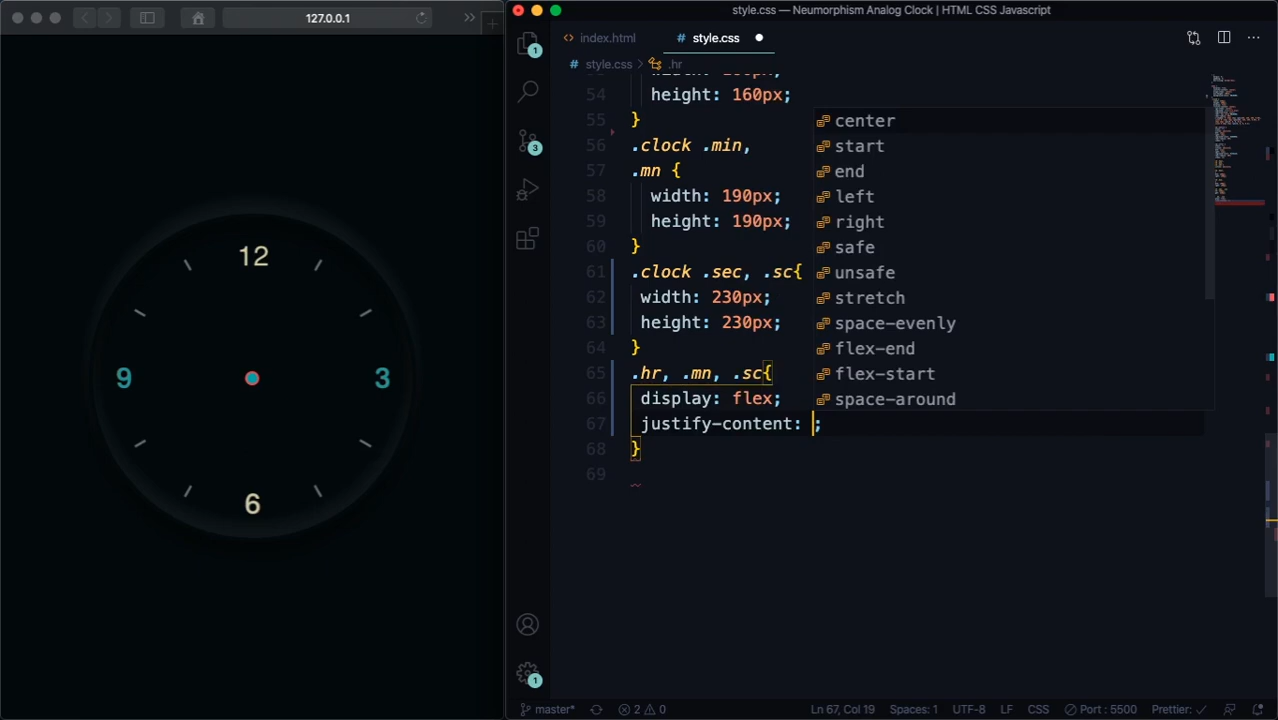 127.0.0.1
style.css — Neumorphism Analog Clock | HTML CSS Javascript
index.html
# style.css
# style.css > .hr
54 height: 160px;
55 }
56 .clock .min,
57 .mn {
58 width: 190px;
59 height: 190px;
60 }
61 .clock .sec, .sc{
62 width: 230px;
63 height: 230px;
64 }
65 .hr, .mn, .sc{
66 display: flex;
67 justify-content: ;
68 }
69
center
start
end
left
right
safe
unsafe
stretch
space-evenly
flex-end
flex-start
space-around
12
9
3
6
1
3
1
master*
2
0
Ln 67, Col 19
Spaces: 1
UTF-8
LF
CSS
Port : 5500
Prettier: